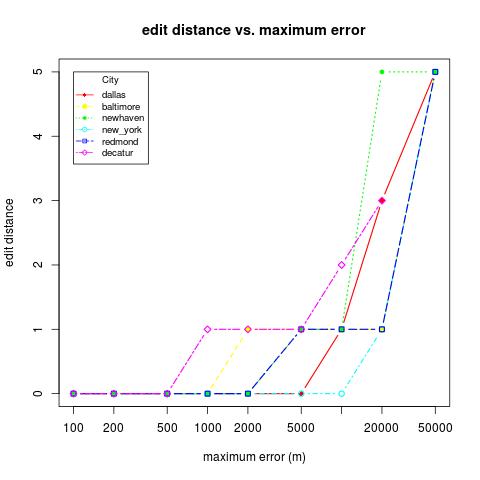 edit distance vs. maximum error
5
4
3
2
1
0
edit distance
City
dallas
baltimore
newhaven
new_york
redmond
decatur
100 200 500 1000 2000 5000 20000 50000
maximum error (m)